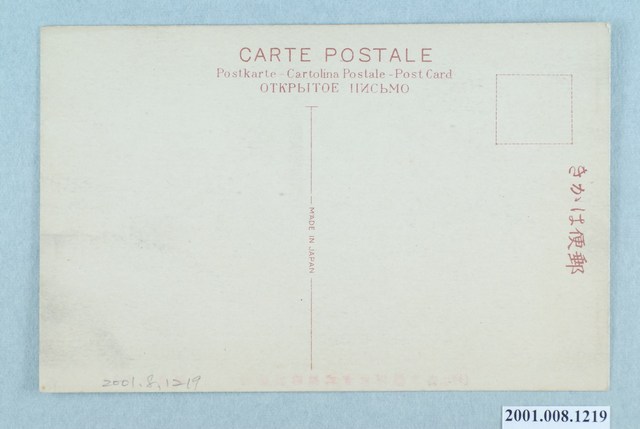 CARTE POSTALE
Postkarte - Cartolina Postale - Post Card
ОТКРЫТОЕ ПИСЬМО
きかは便郵
MADE IN JAPAN
2001.8.1219
2001.008.1219